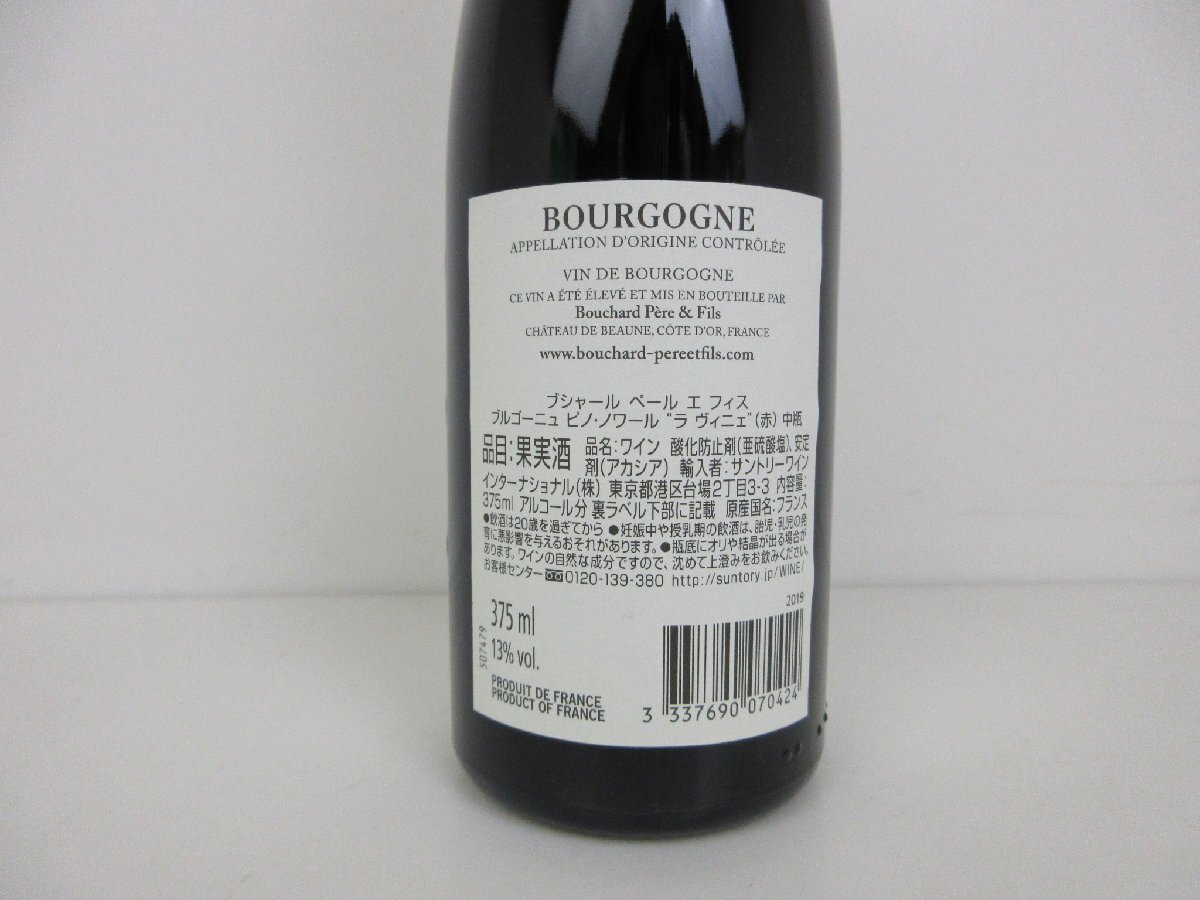 BOURGOGNE
APPELLATION D'ORIGINE CONTRÔLÉE
VIN DE BOURGOGNE
CE VIN A ÉTÉ ÉLEVÉ ET MIS EN BOUTEILLE PAR
Bouchard Père & Fils
CHÂTEAU DE BEAUNE, CÔTE D'OR, FRANCE
www.bouchard-pereetfils.com
ブシャール ペール エ フィス
ブルゴーニュ ピノ・ノワール "ラ ヴィニェ" (赤) 中瓶
品目:果実酒 品名:ワイン 酸化防止剤(亜硫酸塩)、安定
剤(アカシア) 輸入者:サントリーワイン
インターナショナル(株) 東京都港区台場2丁目3-3 内容量:
375ml アルコール分 裏ラベル下部に記載 原産国名:フランス
●飲酒は20歳を過ぎてから ●妊娠中や授乳期の飲酒は、胎児・乳児の発
育に悪影響を与えるおそれがあります。●瓶底にオリや結晶が出る場合が
あります。ワインの自然な成分ですので、沈めて上澄みをお飲みください。
お客様センター 0120-139-380 http://suntory.jp/WINE/
2019
375 ml
13% vol.
507479
PRODUIT DE FRANCE
PRODUCT OF FRANCE
3 337690 070424